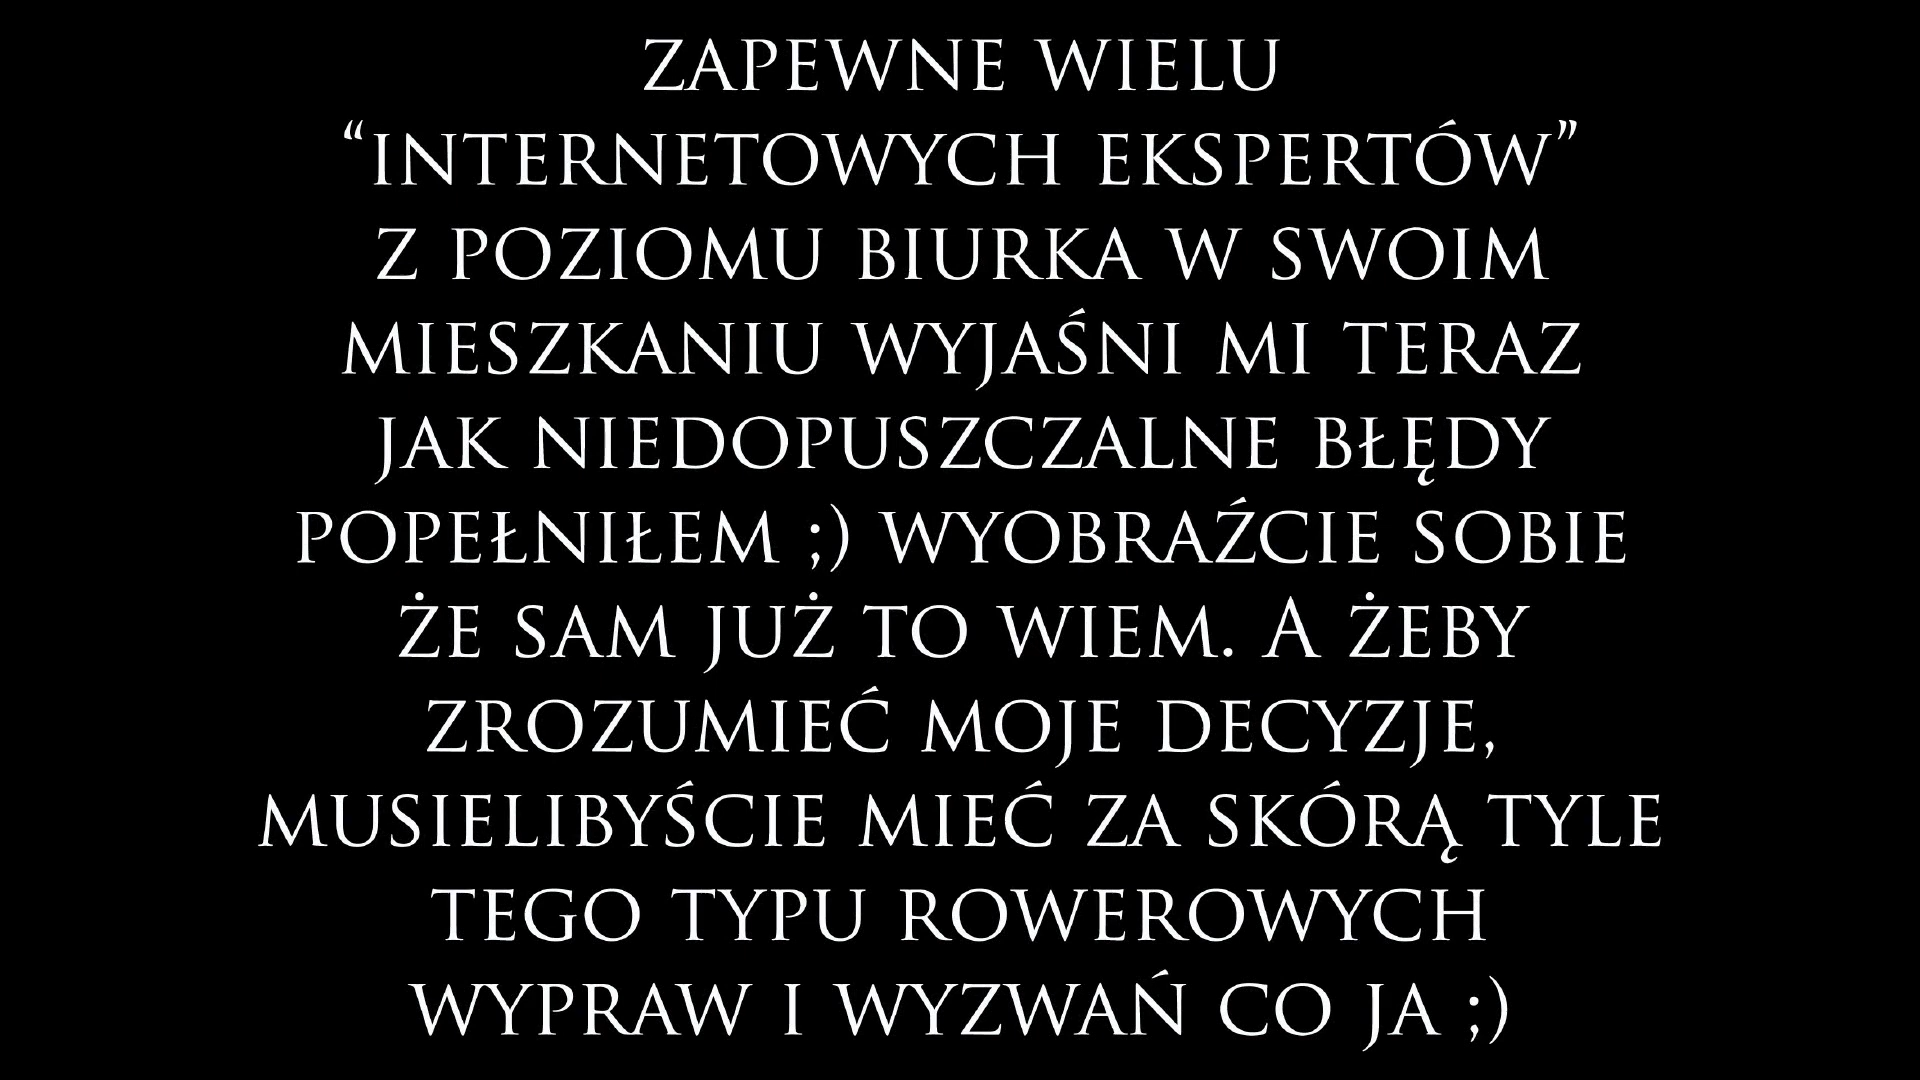 ZAPEWNE WIELU
“INTERNETOWYCH EKSPERTÓW”
Z POZIOMU BIURKA W SWOIM
MIESZKANIU WYJAŚNI MI TERAZ
JAK NIEDOPUSZCZALNE BŁĘDY
POPEŁNIŁEM ;) WYOBRAŹCIE SOBIE
ŻE SAM JUŻ TO WIEM. A ŻEBY
ZROZUMIEĆ MOJE DECYZJE,
MUSIELIBYŚCIE MIEĆ ZA SKÓRĄ TYLE
TEGO TYPU ROWEROWYCH
WYPRAW I WYZWAŃ CO JA ;)